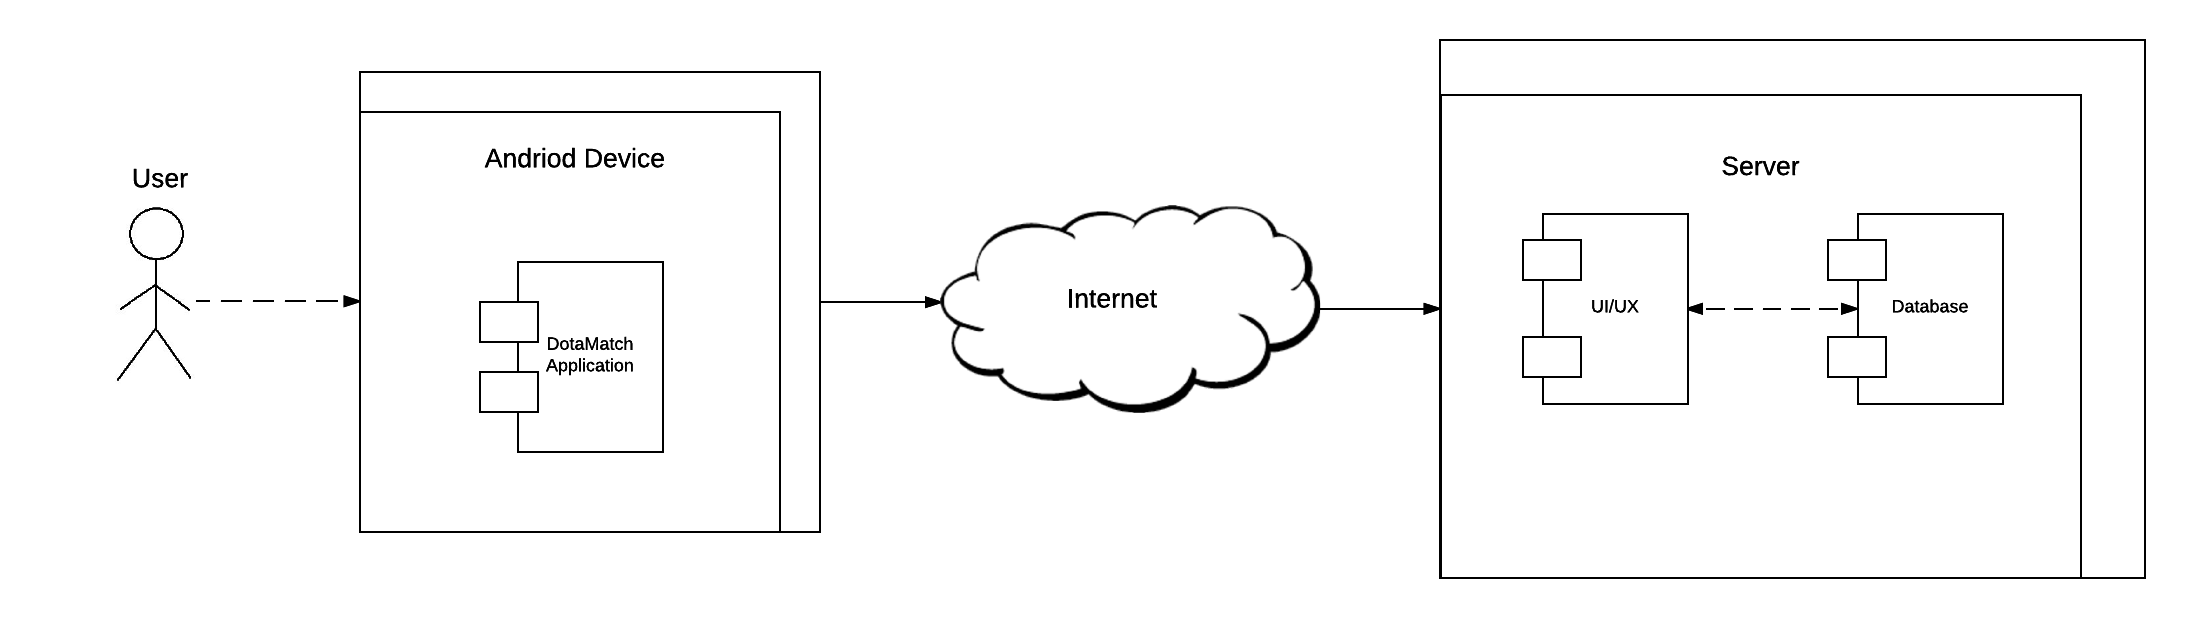 User
Andriod Device
DotaMatch
Application
Internet
Server
UI/UX
Database